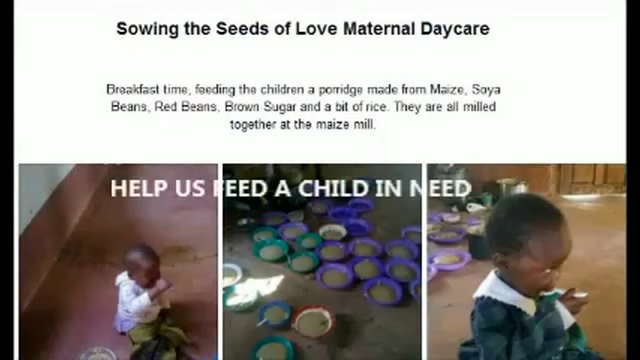 Sowing the Seeds of Love Maternal Daycare
Breakfast time, feeding the children a porridge made from Maize, Soya
Beans, Red Beans, Brown Sugar and a bit of rice. They are all milled
together at the maize mill.
HELP US FEED A CHILD IN NEED